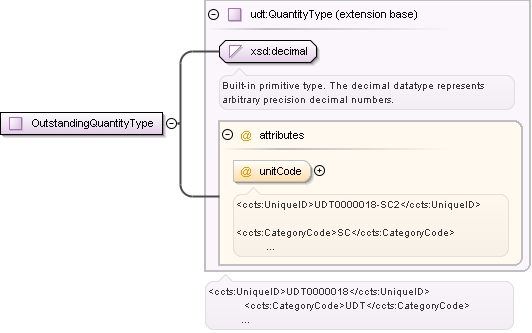 udt:QuantityType (extension base)
xsd:decimal
Built-in primitive type. The decimal datatype represents
arbitrary precision decimal numbers.
OutstandingQuantityType
@ attributes
@ unitCode
<ccts:UniqueID>UDT0000018-SC2</ccts:UniqueID>
<ccts:CategoryCode>SC</ccts:CategoryCode>
...
<ccts:UniqueID>UDT0000018</ccts:UniqueID>
<ccts:CategoryCode>UDT</ccts:CategoryCode>
...